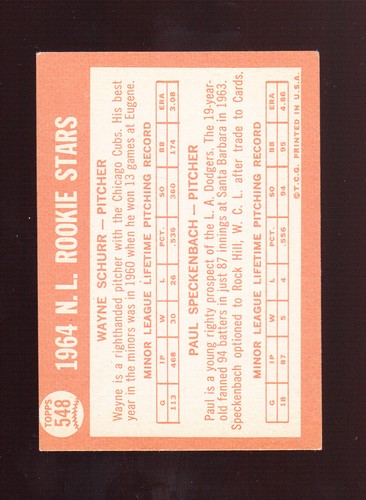 TOPPS
548
1964 N. L. ROOKIE STARS
WAYNE SCHURR — PITCHER
Wayne is a righthanded pitcher with the Chicago Cubs. His best
year in the minors was in 1960 when he won 19 games at Eugene.
MINOR LEAGUE LIFETIME PITCHING RECORD
G IP W L PCT. SO BB ERA
113 468 30 26 .536 360 174 3.08
PAUL SPECKENBACH — PITCHER
Paul is a young righty prospect of the L. A. Dodgers. The 19-year-
old fanned 94 batters in just 87 innings at Santa Barbara in 1963.
Speckenbach optioned to Rock Hill, W. C. L. after trade to Cards.
MINOR LEAGUE LIFETIME PITCHING RECORD
G IP W L PCT. SO BB ERA
18 87 5 4 .556 94 95 4.86
© T. C. G. PRINTED IN U. S. A.